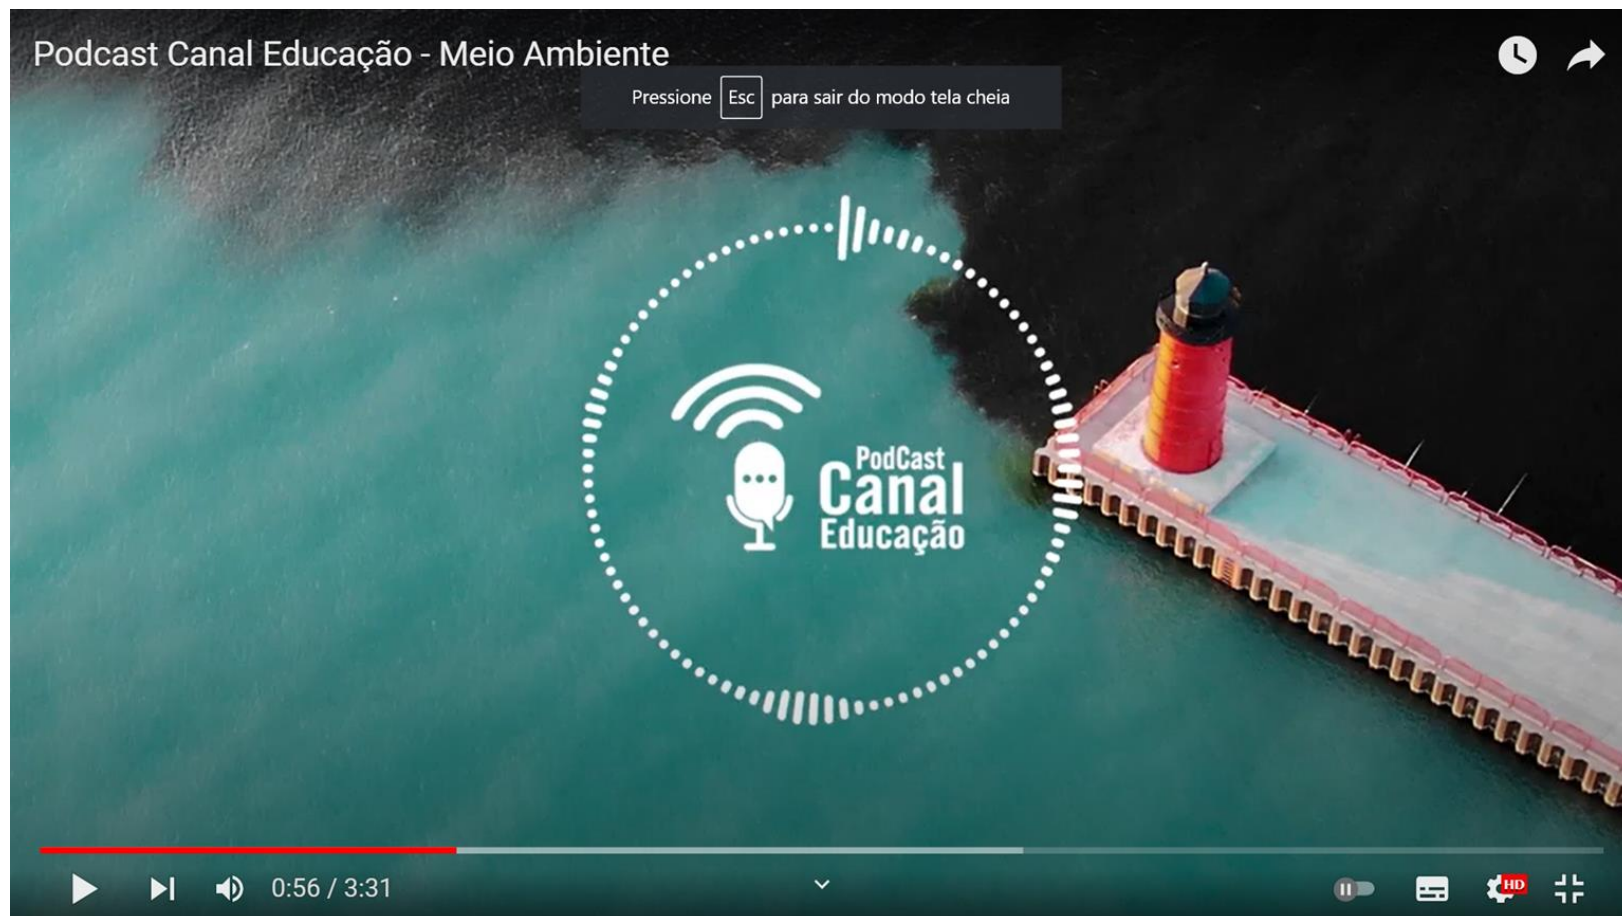 Podcast Canal Educação - Meio Ambiente
Pressione Esc para sair do modo tela cheia
PodCast
Canal
Educação
0:56 / 3:31
HD